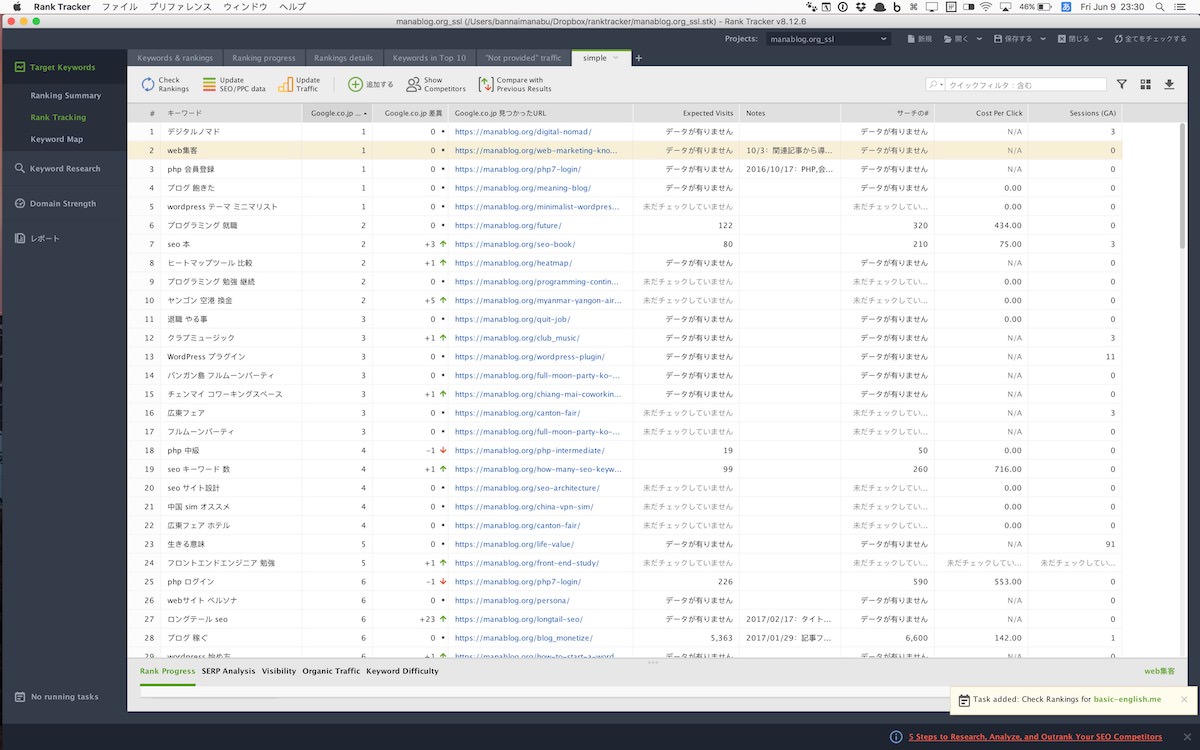 Rank Tracker ファイル プリファレンス ウィンドウ ヘルプ 46% あ Fri Jun 9 23:30
manablog.org_ssl (/Users/bannaimanabu/Dropbox/ranktracker/manablog.org_ssl.stk) - Rank Tracker v8.12.6
Projects: manablog.org_ssl 新規 開く 保存する 閉じる 全てをチェックする
Target Keywords
Ranking Summary
Rank Tracking
Keyword Map
Keyword Research
Domain Strength
レポート
No running tasks
Keywords & rankings Ranking progress Rankings details Keywords in Top 10 "Not provided" traffic simple +
Check Rankings Update SEO/PPC data Update Traffic 追加する Show Competitors Compare with Previous Results クイックフィルタ：含む
# キーワード Google.co.jp ... Google.co.jp 差異 Google.co.jp 見つかったURL Expected Visits Notes サーチの# Cost Per Click Sessions (GA)
1 デジタルノマド 1 0 https://manablog.org/digital-nomad/ データが有りません データが有りません N/A 3
2 web集客 1 0 https://manablog.org/web-marketing-kno... データが有りません 10/3：関連記事から導... データが有りません N/A 0
3 php 会員登録 1 0 https://manablog.org/php7-login/ データが有りません 2016/10/17：PHP,会... データが有りません N/A 0
4 ブログ 飽きた 1 0 https://manablog.org/meaning-blog/ データが有りません データが有りません 0.00 0
5 wordpress テーマ ミニマリスト 1 0 https://manablog.org/minimalist-wordpres... 未だチェックしていません 未だチェックしてい... 0.00 0
6 プログラミング 就職 2 0 https://manablog.org/future/ 122 320 434.00 0
7 seo 本 2 +3 https://manablog.org/seo-book/ 80 210 75.00 3
8 ヒートマップツール 比較 2 +1 https://manablog.org/heatmap/ データが有りません データが有りません N/A 0
9 プログラミング 勉強 継続 2 0 https://manablog.org/programming-contin... 未だチェックしていません 未だチェックしてい... 0.00 0
10 ヤンゴン 空港 換金 2 +5 https://manablog.org/myanmar-yangon-air... 未だチェックしていません 未だチェックしてい... 0.00 0
11 退職 やる事 3 0 https://manablog.org/quit-job/ データが有りません データが有りません 0.00 0
12 クラブミュージック 3 +1 https://manablog.org/club_music/ データが有りません データが有りません N/A 3
13 WordPress プラグイン 3 0 https://manablog.org/wordpress-plugin/ データが有りません データが有りません N/A 11
14 パンガン島 フルムーンパーティ 3 0 https://manablog.org/full-moon-party-ko-... データが有りません データが有りません N/A 0
15 チェンマイ コワーキングスペース 3 +1 https://manablog.org/chiang-mai-coworkin... データが有りません データが有りません N/A 0
16 広東フェア 3 0 https://manablog.org/canton-fair/ 未だチェックしていません 未だチェックしてい... N/A 3
17 フルムーンパーティ 3 0 https://manablog.org/full-moon-party-ko-... 未だチェックしていません 未だチェックしてい... N/A 0
18 php 中級 4 -1 https://manablog.org/php-intermediate/ 19 50 0.00 0
19 seo キーワード 数 4 +1 https://manablog.org/how-many-seo-keyw... 99 260 716.00 0
20 seo サイト設計 4 0 https://manablog.org/seo-architecture/ 未だチェックしていません 未だチェックしてい... 0.00 0
21 中国 sim オススメ 4 0 https://manablog.org/china-vpn-sim/ 未だチェックしていません 未だチェックしてい... 0.00 0
22 広東フェア ホテル 4 0 https://manablog.org/canton-fair/ 未だチェックしていません 未だチェックしてい... 0.00 0
23 生きる意味 5 0 https://manablog.org/life-value/ データが有りません データが有りません N/A 91
24 フロントエンドエンジニア 勉強 5 +1 https://manablog.org/front-end-study/ 未だチェックしていません 未だチェックしてい... 未だチェックしていま... 未だチェックしていま...
25 php ログイン 6 -1 https://manablog.org/php7-login/ 226 590 553.00 0
26 webサイト ペルソナ 6 0 https://manablog.org/persona/ データが有りません データが有りません N/A 0
27 ロングテール seo 6 +23 https://manablog.org/longtail-seo/ データが有りません 2017/02/17：タイト... データが有りません N/A 0
28 ブログ 稼ぐ 6 0 https://manablog.org/blog_monetize/ 5,363 2017/01/29：記事フ... 6,600 142.00 1
29 wordpress 始め方 6 +1 https://manablog.org/how-to-start-a-word... データが有りません データが有りません N/A 0
Rank Progress SERP Analysis Visibility Organic Traffic Keyword Difficulty web集客
Task added: Check Rankings for basic-english.me
5 Steps to Research, Analyze, and Outrank Your SEO Competitors